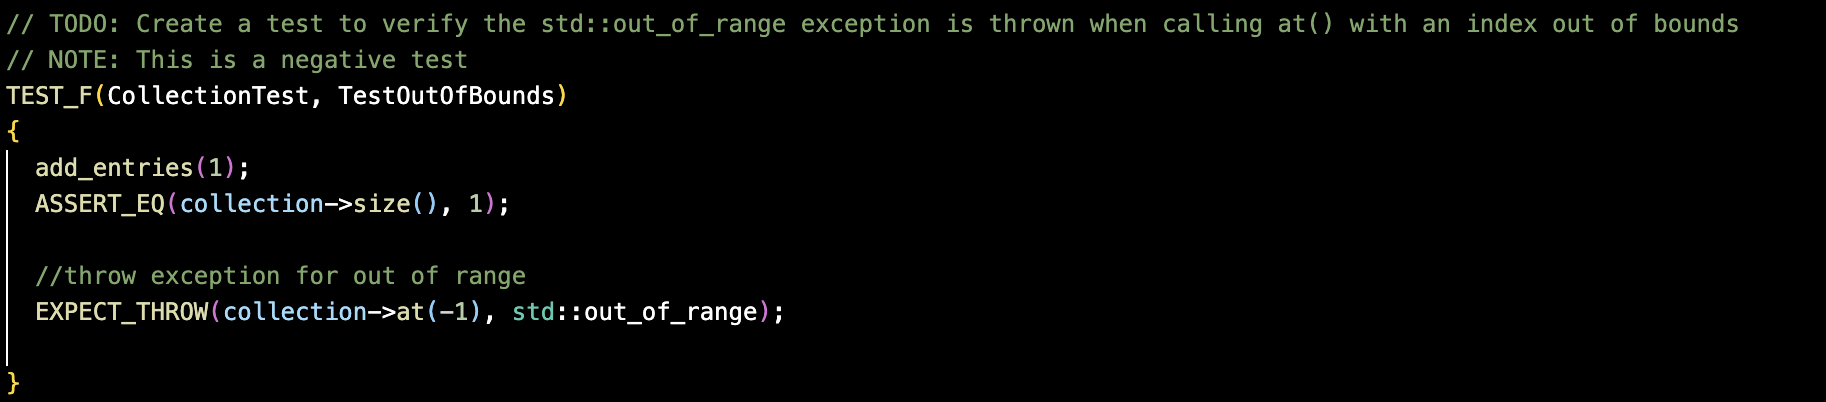 // TODO: Create a test to verify the std::out_of_range exception is thrown when calling at() with an index out of bounds
// NOTE: This is a negative test
TEST_F(CollectionTest, TestOutOfBounds)
{
add_entries(1);
ASSERT_EQ(collection->size(), 1);
//throw exception for out of range
EXPECT_THROW(collection->at(-1), std::out_of_range);
}